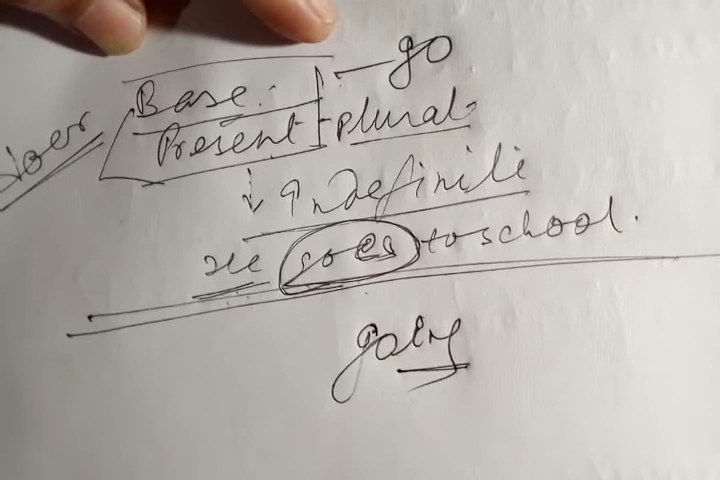 Base. go
does Present plural
Indefinite
He goes to school.
going